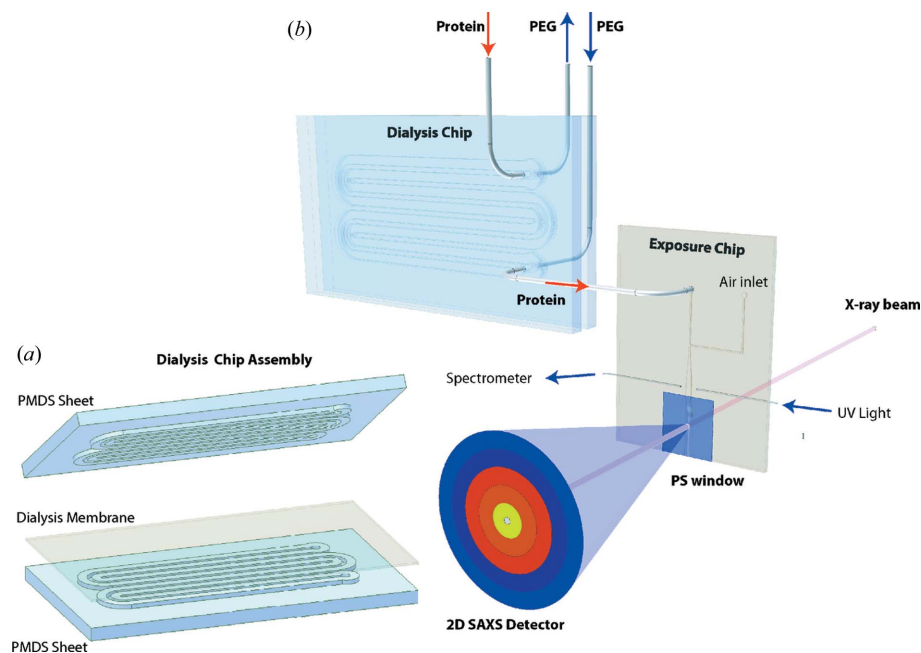 (b)
Protein
PEG
PEG
Dialysis Chip
Exposure Chip
Air inlet
Protein
X-ray beam
(a)
Dialysis Chip Assembly
PMDS Sheet
Spectrometer
UV Light
PS window
Dialysis Membrane
2D SAXS Detector
PMDS Sheet